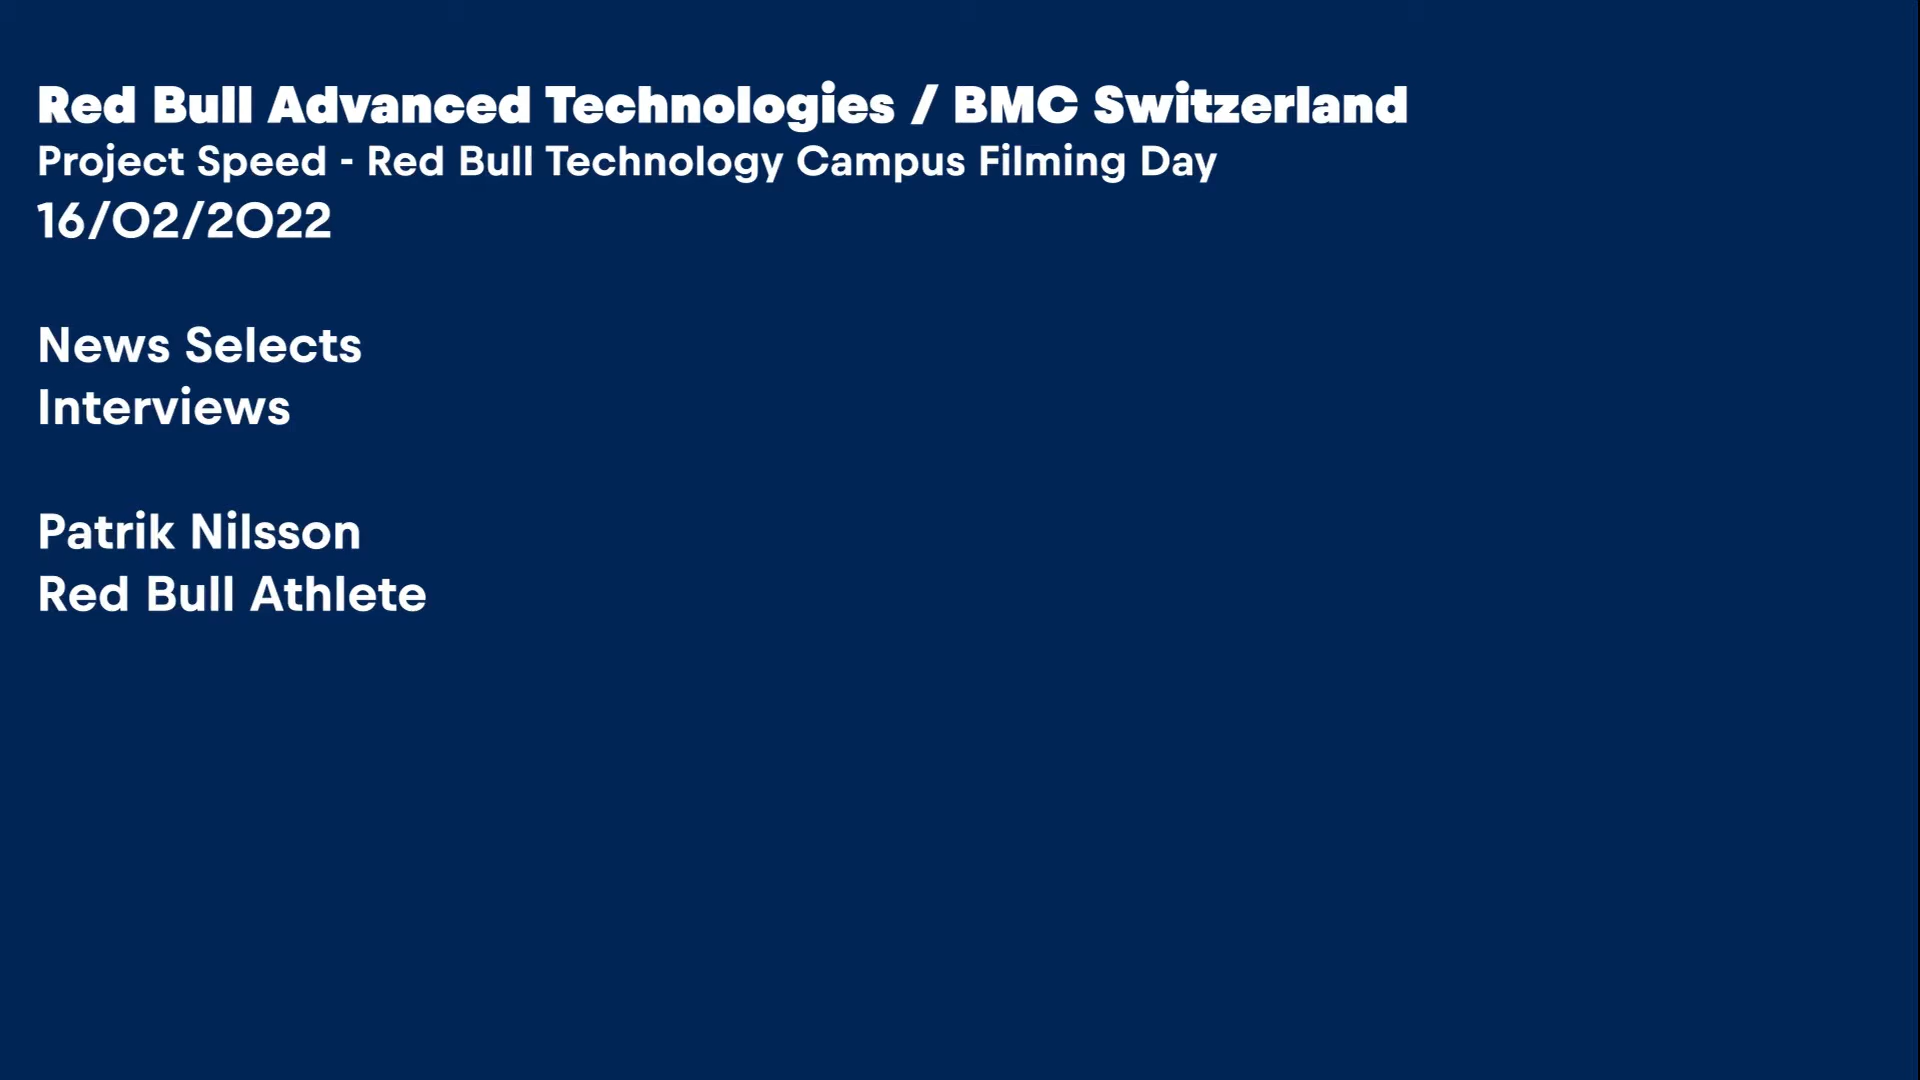 Red Bull Advanced Technologies / BMC Switzerland
Project Speed - Red Bull Technology Campus Filming Day
16/02/2022
News Selects
Interviews
Patrik Nilsson
Red Bull Athlete